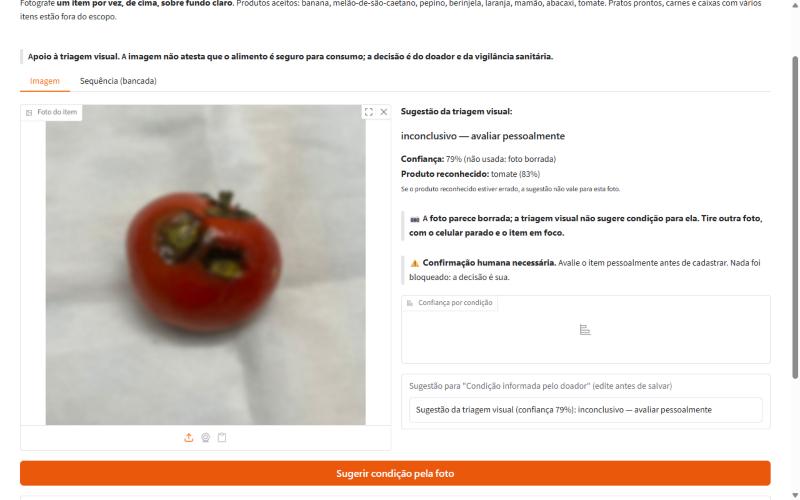 Fotografe um item por vez, de cima, sobre fundo claro. Produtos aceitos: banana, melão-de-são-caetano, pepino, berinjela, laranja, mamão, abacaxi, tomate. Pratos prontos, carnes e caixas com vários
itens estão fora do escopo.
Apoio à triagem visual. A imagem não atesta que o alimento é seguro para consumo; a decisão é do doador e da vigilância sanitária.
Imagem
Sequência (bancada)
Foto do item
Sugestão da triagem visual:
inconclusivo — avaliar pessoalmente
Confiança: 79% (não usada: foto borrada)
Produto reconhecido: tomate (83%)
Se o produto reconhecido estiver errado, a sugestão não vale para esta foto.
A foto parece borrada; a triagem visual não sugere condição para ela. Tire outra foto,
com o celular parado e o item em foco.
Confirmação humana necessária. Avalie o item pessoalmente antes de cadastrar. Nada foi
bloqueado: a decisão é sua.
Confiança por condição
Sugestão para "Condição informada pelo doador" (edite antes de salvar)
Sugestão da triagem visual (confiança 79%): inconclusivo — avaliar pessoalmente
Sugerir condição pela foto